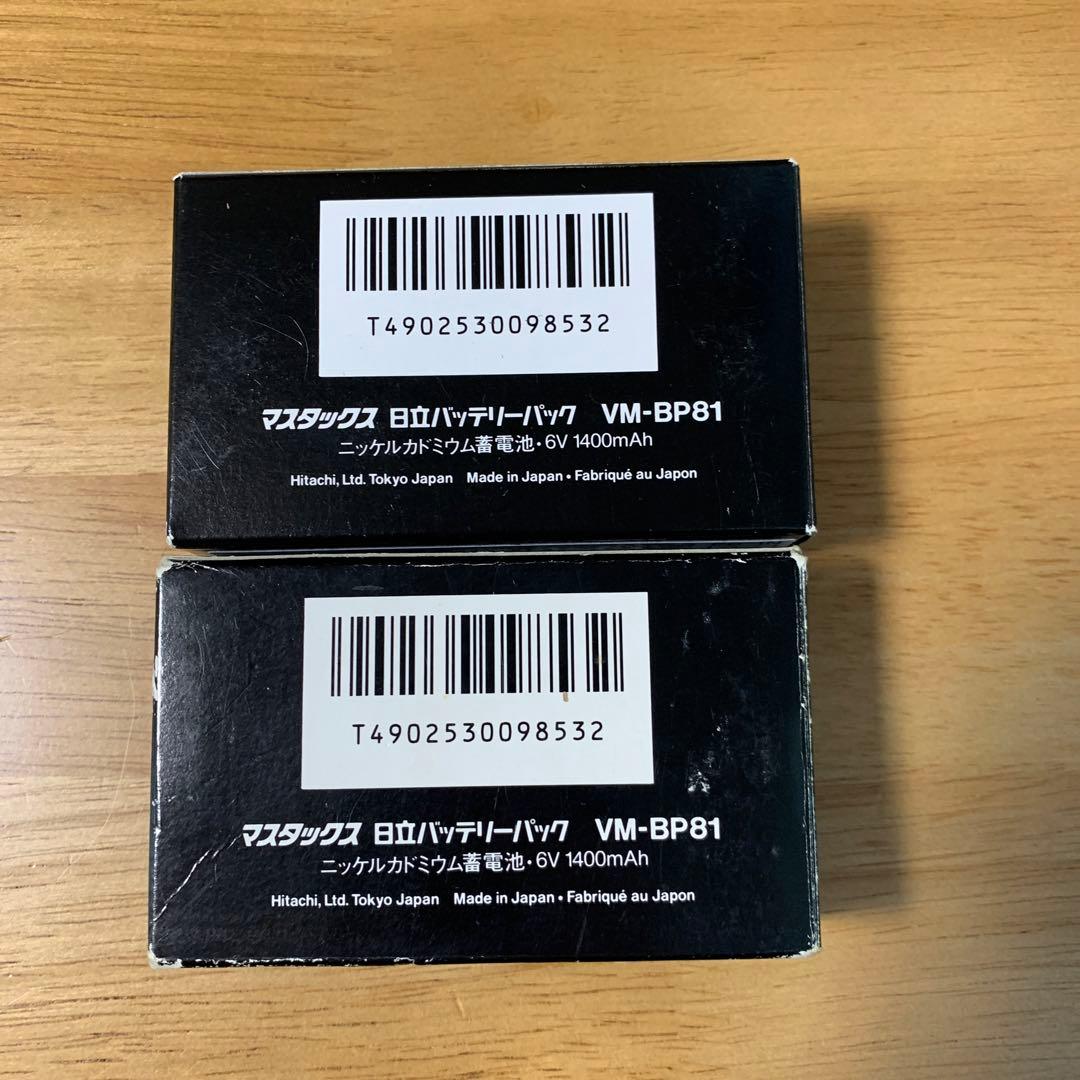 T4902530098532
マスタックス 日立バッテリーパック VM-BP81
ニッケルカドミウム蓄電池・6V 1400mAh
Hitachi, Ltd. Tokyo Japan Made in Japan • Fabriqué au Japon
T4902530098532
マスタックス 日立バッテリーパック VM-BP81
ニッケルカドミウム蓄電池・6V 1400mAh
Hitachi, Ltd. Tokyo Japan Made in Japan • Fabriqué au Japon